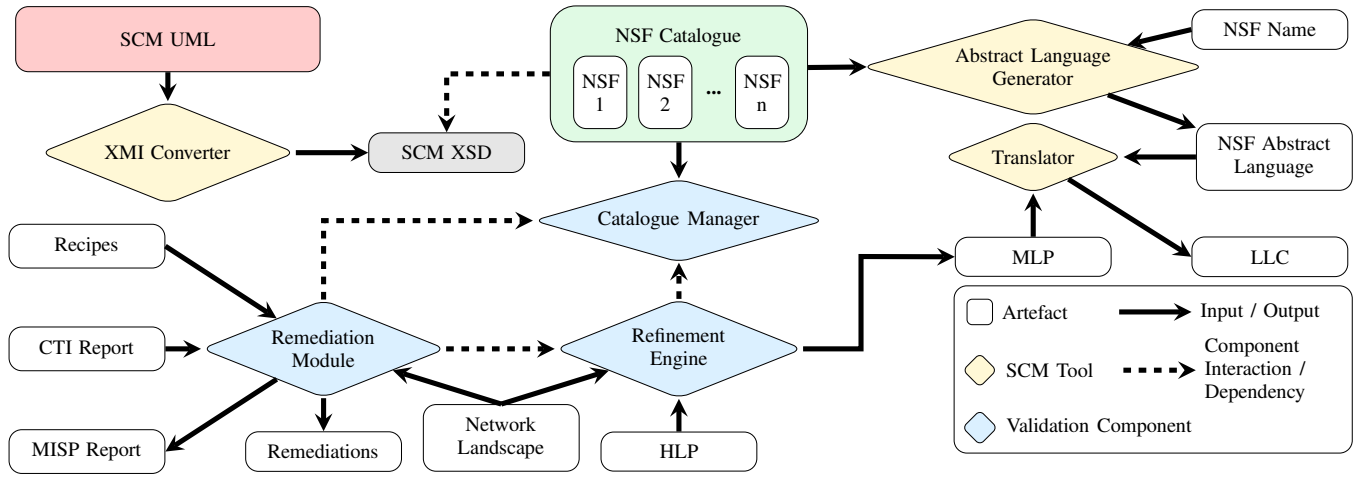 SCM UML
NSF Catalogue
NSF
1
NSF
2
...
NSF
n
Abstract Language
Generator
NSF Name
XMI Converter
SCM XSD
Translator
NSF Abstract
Language
Catalogue Manager
Recipes
MLP
LLC
CTI Report
Remediation
Module
Refinement
Engine
MISP Report
Remediations
Network
Landscape
HLP
Artefact
Input / Output
SCM Tool
Component
Interaction /
Dependency
Validation Component